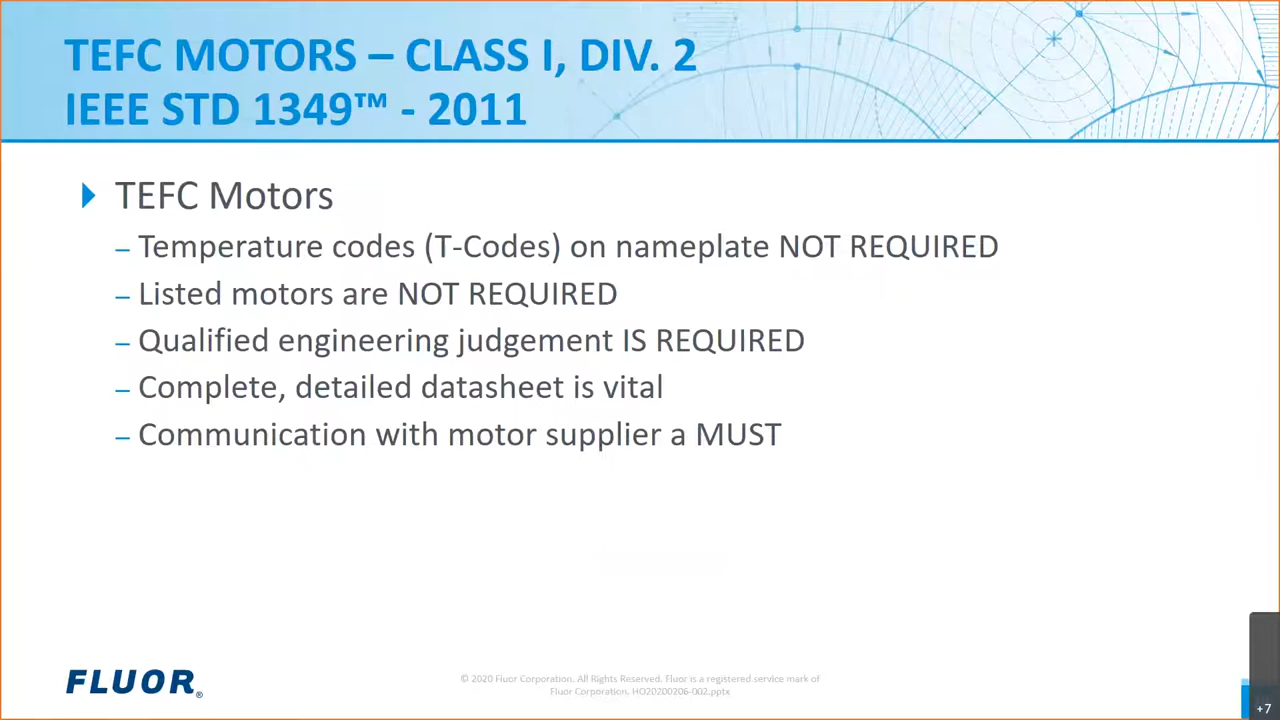 TEFC MOTORS – CLASS I, DIV. 2
IEEE STD 1349™ - 2011
TEFC Motors
– Temperature codes (T-Codes) on nameplate NOT REQUIRED
– Listed motors are NOT REQUIRED
– Qualified engineering judgement IS REQUIRED
– Complete, detailed datasheet is vital
– Communication with motor supplier a MUST
FLUOR®
© 2020 Fluor Corporation. All Rights Reserved. Fluor is a registered service mark of
Fluor Corporation. HO20200206-002.pptx
+7